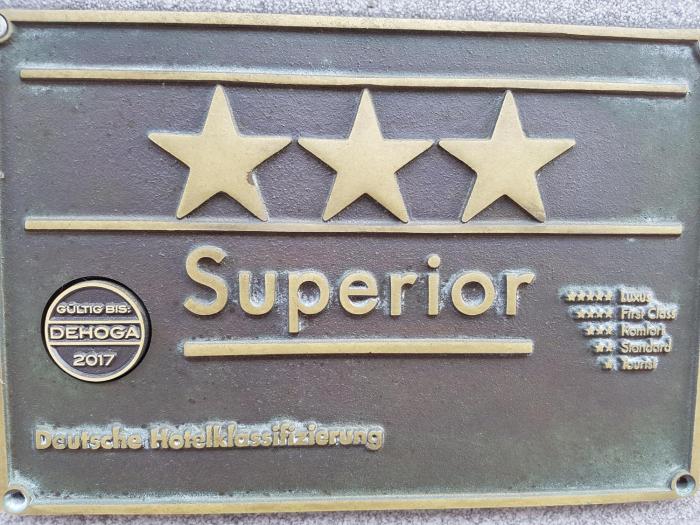 Superior
GÜLTIG BIS:
DEHOGA
2017
★★★★★ Luxus
★★★★ First Class
★★★ Komfort
★★ Standard
★ Tourist
Deutsche Hotelklassifizierung